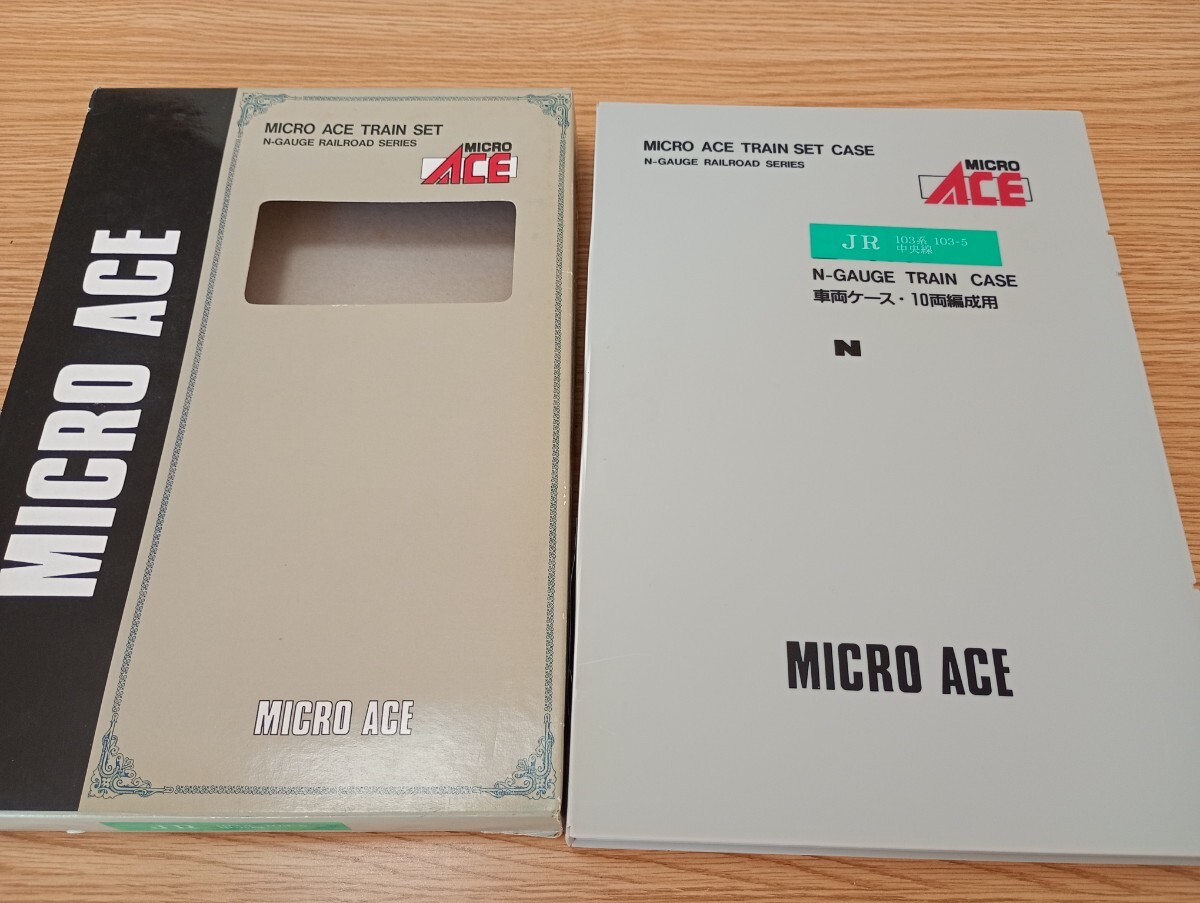 MICRO ACE
MICRO ACE TRAIN SET
N-GAUGE RAILROAD SERIES
MICRO
ACE
MICRO ACE
JR
MICRO ACE TRAIN SET CASE
N-GAUGE RAILROAD SERIES
MICRO
ACE
JR 103系 103-5
中央線
N-GAUGE TRAIN CASE
車両ケース・10両編成用
N
MICRO ACE